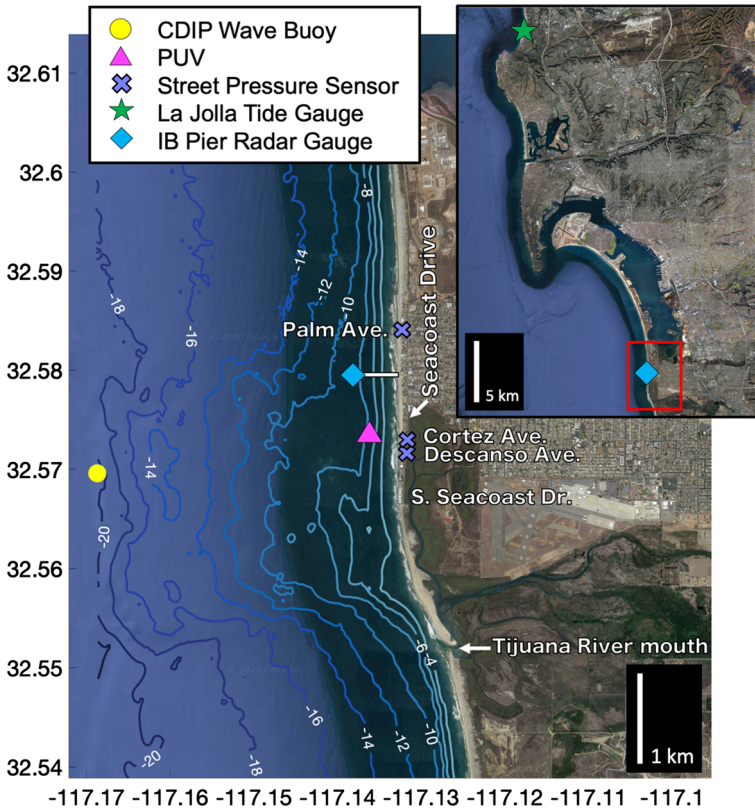 CDIP Wave Buoy
PUV
Street Pressure Sensor
La Jolla Tide Gauge
IB Pier Radar Gauge
32.61
32.6
32.59
32.58
32.57
32.56
32.55
32.54
-8
-14
-12
-10
-18
-16
Seacoast Drive
Palm Ave.
5 km
Cortez Ave.
Descanso Ave.
-14
S. Seacoast Dr.
-20
-6
-4
Tijuana River mouth
-16
-14
-12
-10
-18
-20
1 km
-117.17 -117.16 -117.15 -117.14 -117.13 -117.12 -117.11 -117.1